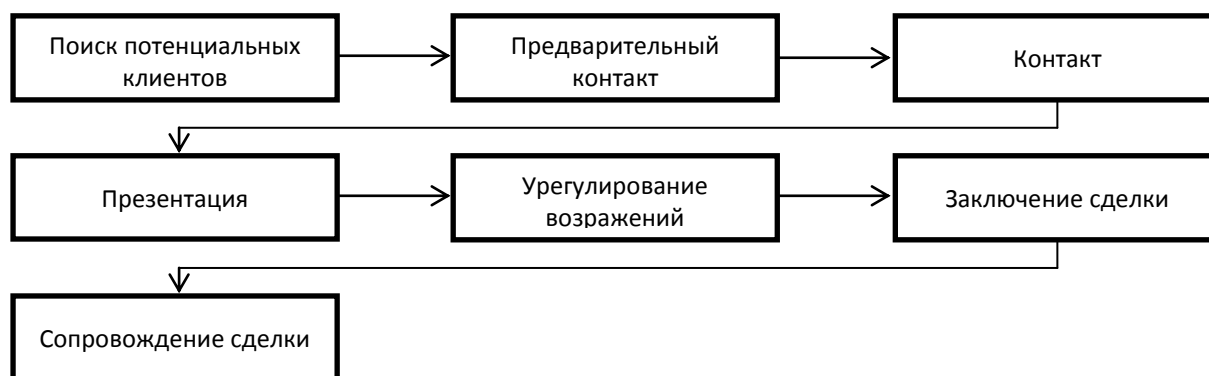 Поиск потенциальных
клиентов
Предварительный
контакт
Контакт
Презентация
Урегулирование
возражений
Заключение сделки
Сопровождение сделки